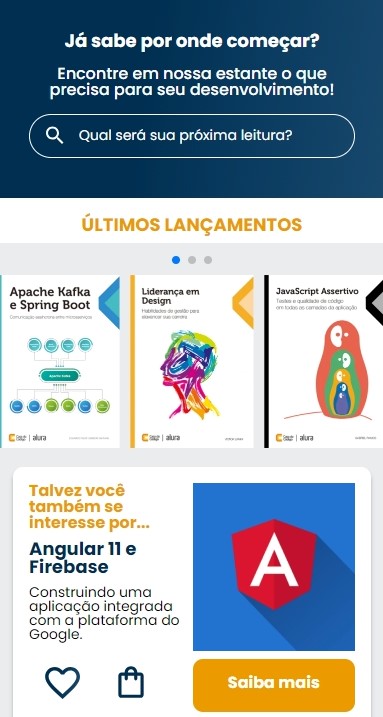 Já sabe por onde começar?
Encontre em nossa estante o que
precisa para seu desenvolvimento!
Qual será sua próxima leitura?
ÚLTIMOS LANÇAMENTOS
Apache Kafka
e Spring Boot
Comunicação assíncrona entre microsserviços
Apache Kafka
Casa do Código
alura
Liderança em
Design
Habilidades de gestão para
alavancar sua carreira
Casa do Código
alura
JavaScript Assertivo
Testes e qualidade de código
em todas as camadas da aplicação
Casa do Código
alura
Talvez você
também se
interesse por...
Angular 11 e
Firebase
Construindo uma
aplicação integrada
com a plataforma do
Google.
A
Saiba mais